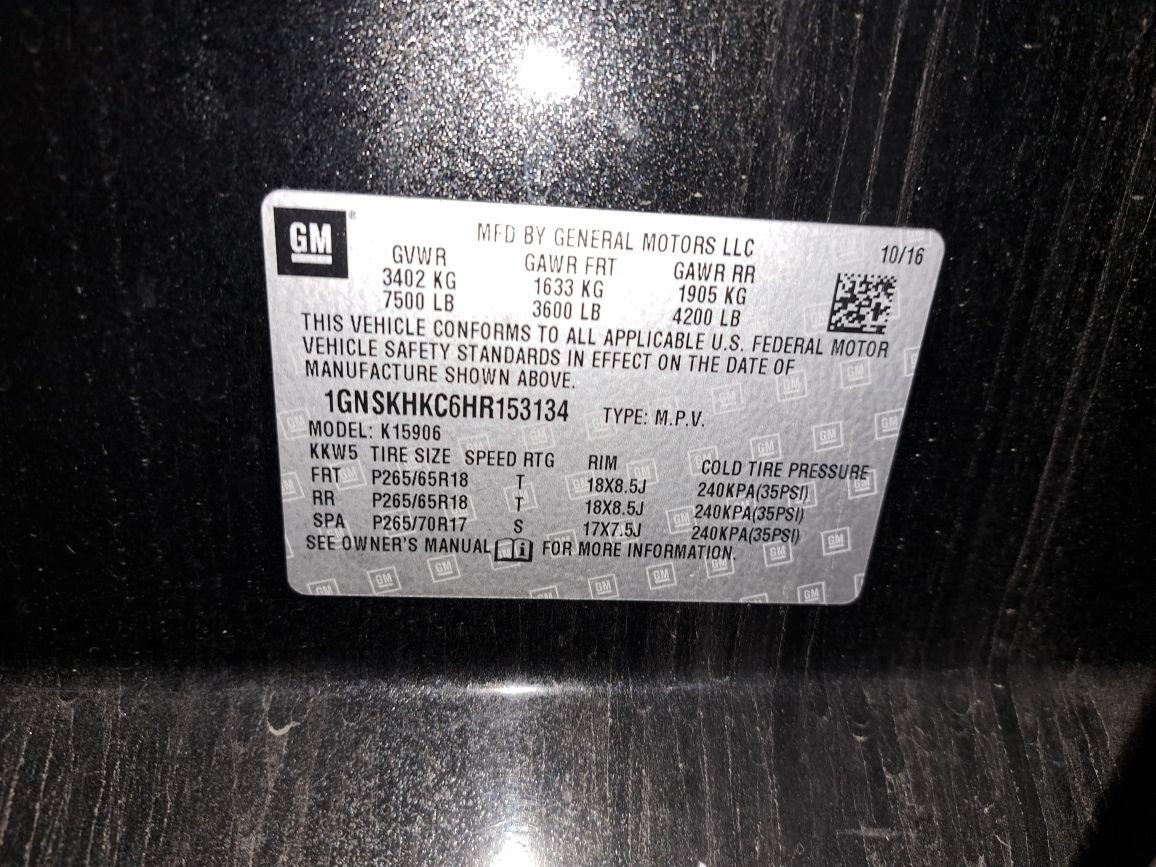 GM®
MFD BY GENERAL MOTORS LLC 10/16
GVWR GAWR FRT GAWR RR
3402 KG 1633 KG 1905 KG
7500 LB 3600 LB 4200 LB
THIS VEHICLE CONFORMS TO ALL APPLICABLE U.S. FEDERAL MOTOR
VEHICLE SAFETY STANDARDS IN EFFECT ON THE DATE OF
MANUFACTURE SHOWN ABOVE.
1GNSKHKC6HR153134 TYPE: M.P.V.
MODEL: K15906
KKW5 TIRE SIZE SPEED RTG RIM COLD TIRE PRESSURE
FRT P265/65R18 T 18X8.5J 240KPA(35PSI)
RR P265/65R18 T 18X8.5J 240KPA(35PSI)
SPA P265/70R17 S 17X7.5J 240KPA(35PSI)
SEE OWNER'S MANUAL FOR MORE INFORMATION.